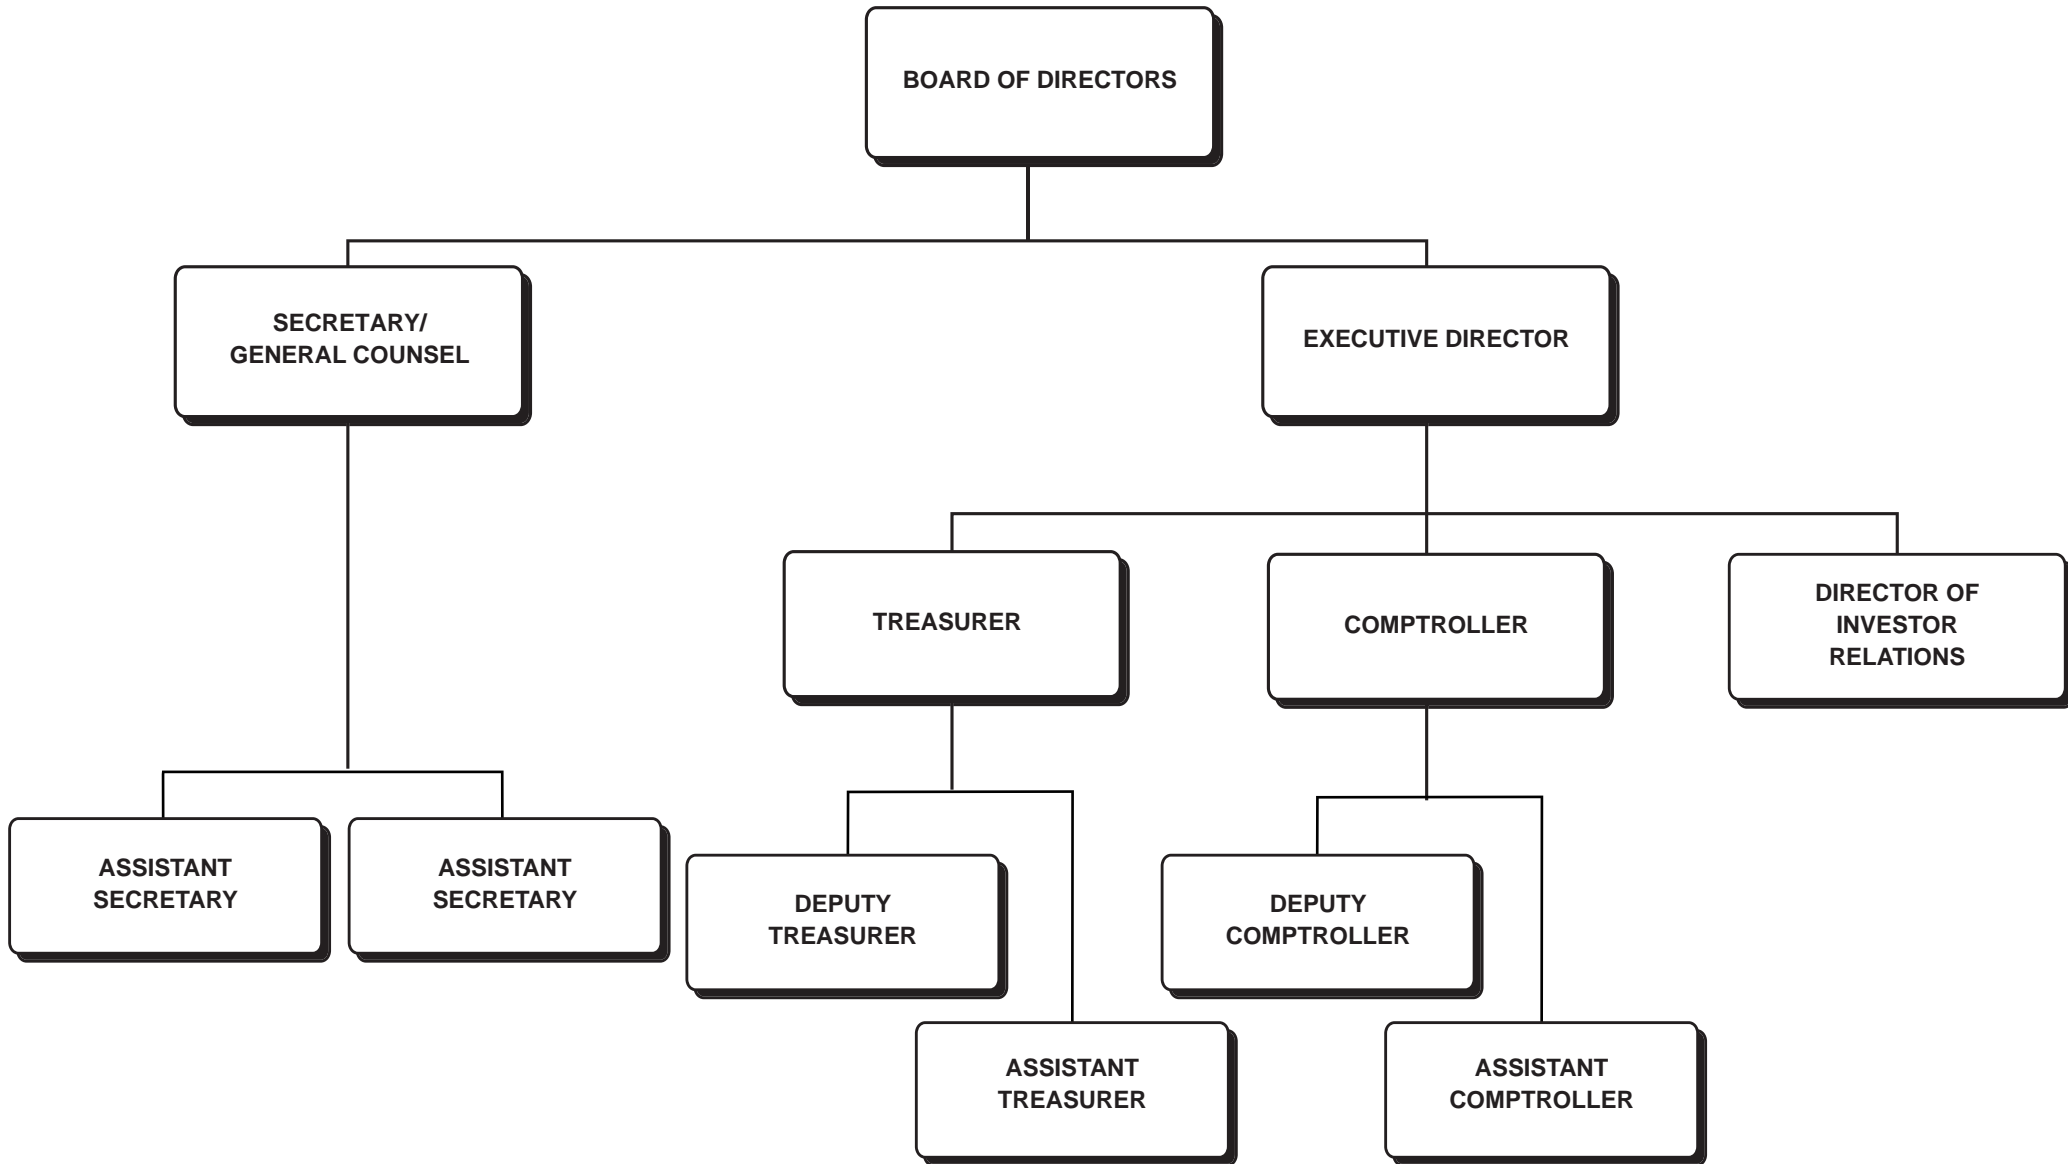 BOARD OF DIRECTORS
SECRETARY/
GENERAL COUNSEL
EXECUTIVE DIRECTOR
TREASURER
COMPTROLLER
DIRECTOR OF
INVESTOR
RELATIONS
ASSISTANT
SECRETARY
ASSISTANT
SECRETARY
DEPUTY
TREASURER
DEPUTY
COMPTROLLER
ASSISTANT
TREASURER
ASSISTANT
COMPTROLLER